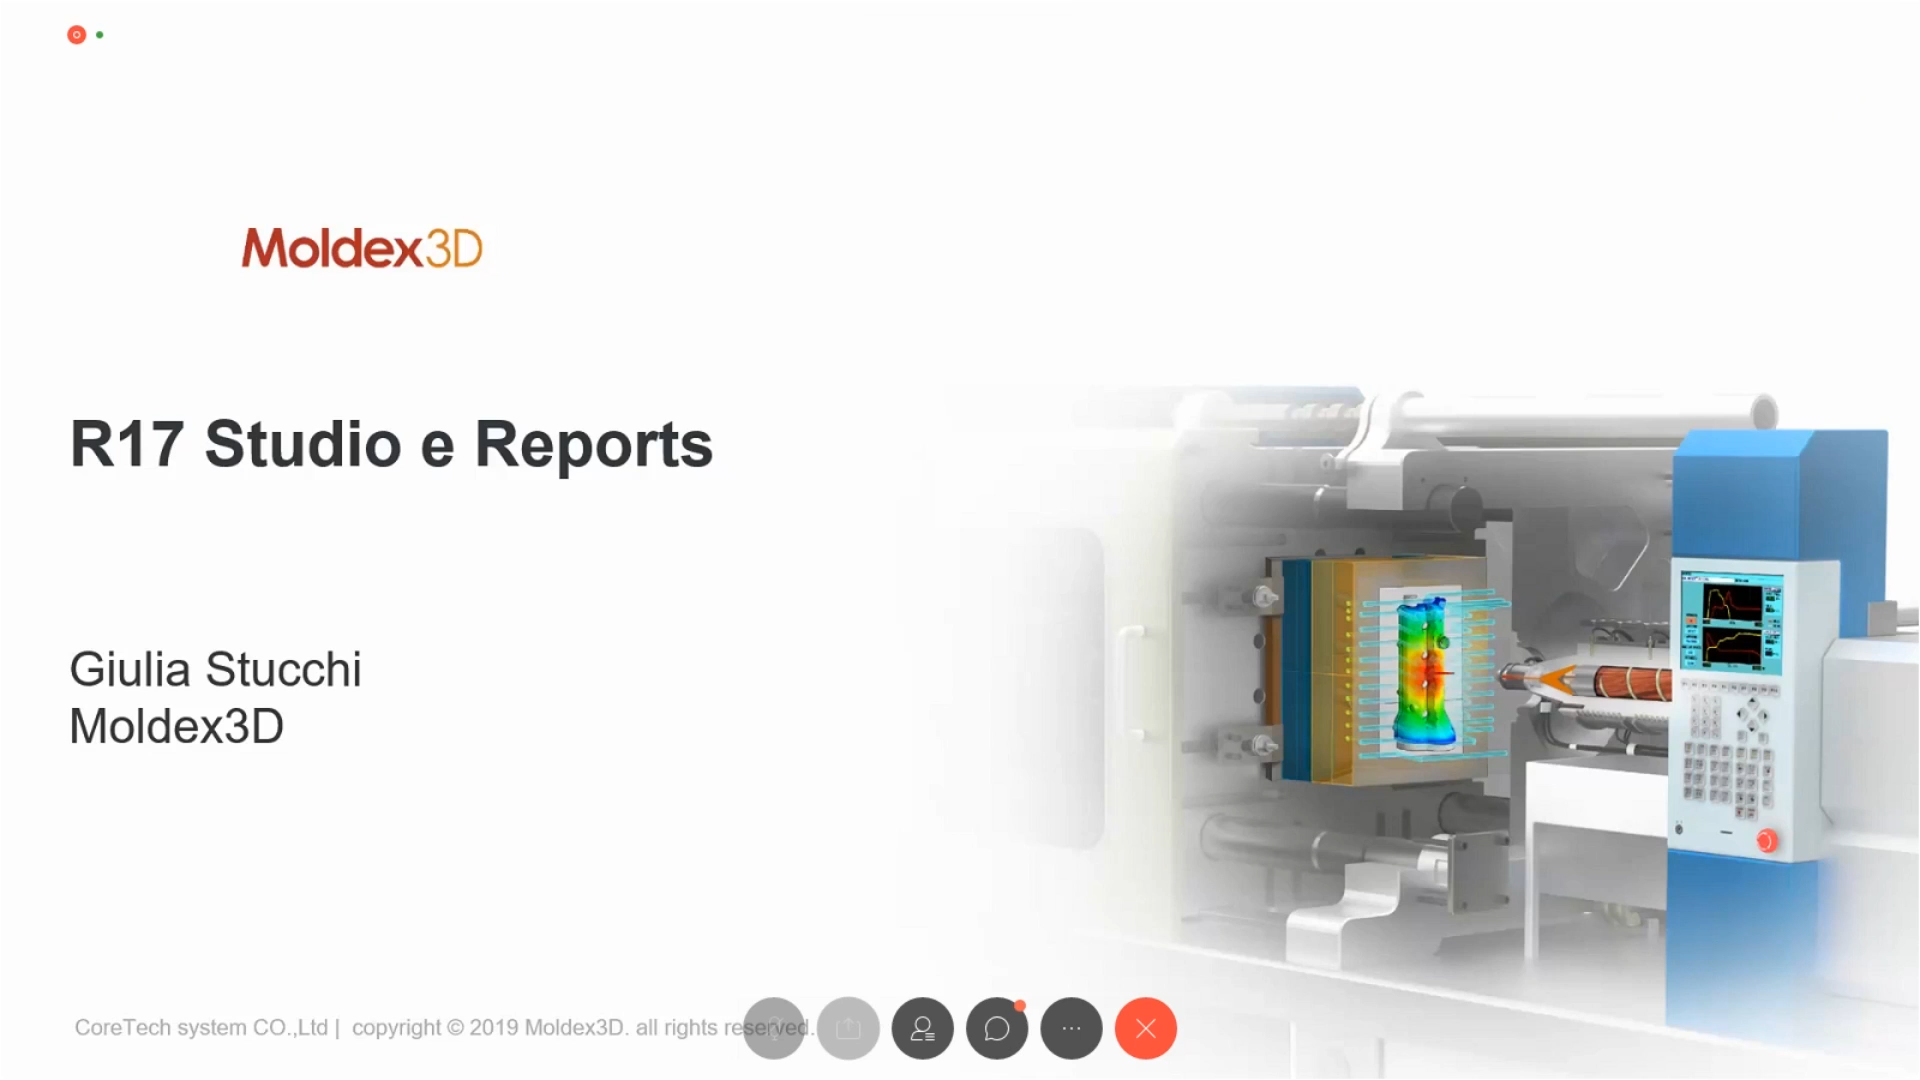 Moldex3D
R17 Studio e Reports
Giulia Stucchi
Moldex3D
CoreTech system CO.,Ltd | copyright © 2019 Moldex3D. all rights reserved.